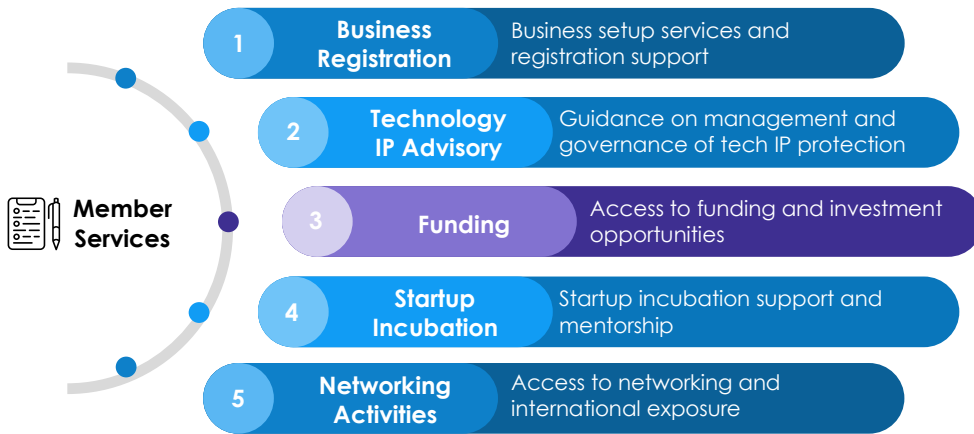 Member
Services
1
Business
Registration
Business setup services and
registration support
2
Technology
IP Advisory
Guidance on management and
governance of tech IP protection
3
Funding
Access to funding and investment
opportunities
4
Startup
Incubation
Startup incubation support and
mentorship
5
Networking
Activities
Access to networking and
international exposure